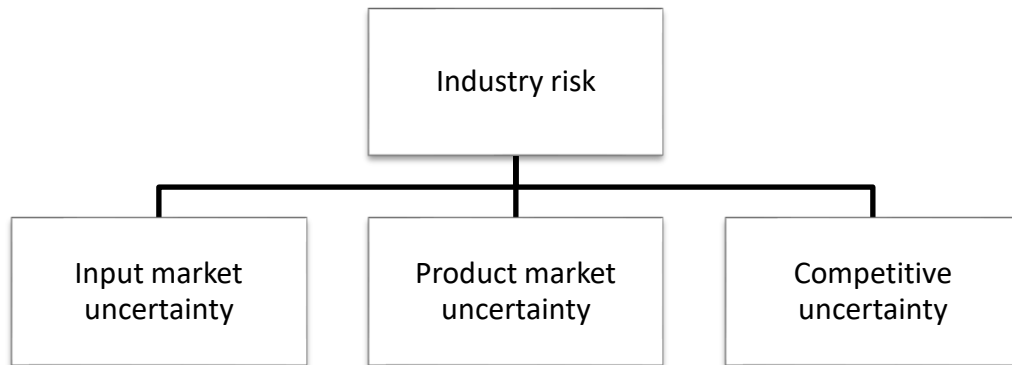 Industry risk
Input market
uncertainty
Product market
uncertainty
Competitive
uncertainty